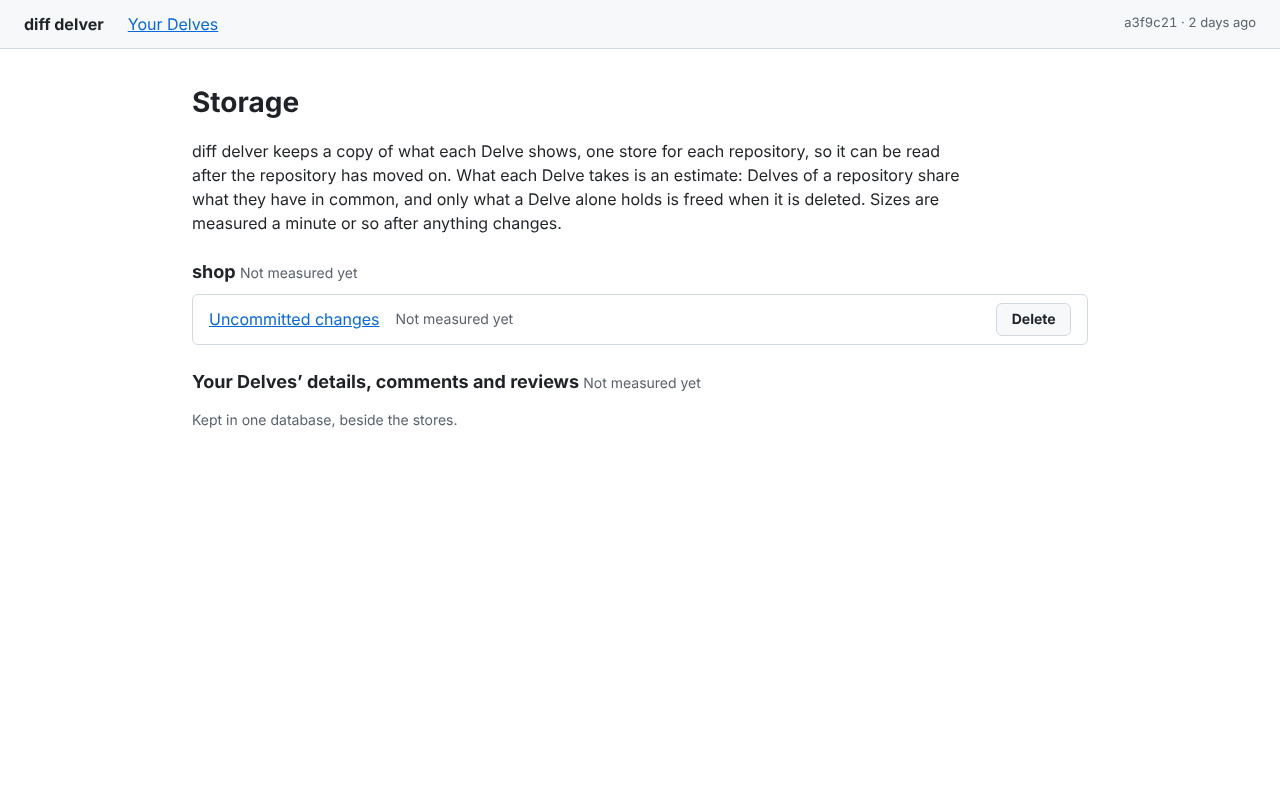 diff delver Your Delves a3f9c21 · 2 days ago
Storage
diff delver keeps a copy of what each Delve shows, one store for each repository, so it can be read
after the repository has moved on. What each Delve takes is an estimate: Delves of a repository share
what they have in common, and only what a Delve alone holds is freed when it is deleted. Sizes are
measured a minute or so after anything changes.
shop Not measured yet
Uncommitted changes Not measured yet Delete
Your Delves’ details, comments and reviews Not measured yet
Kept in one database, beside the stores.